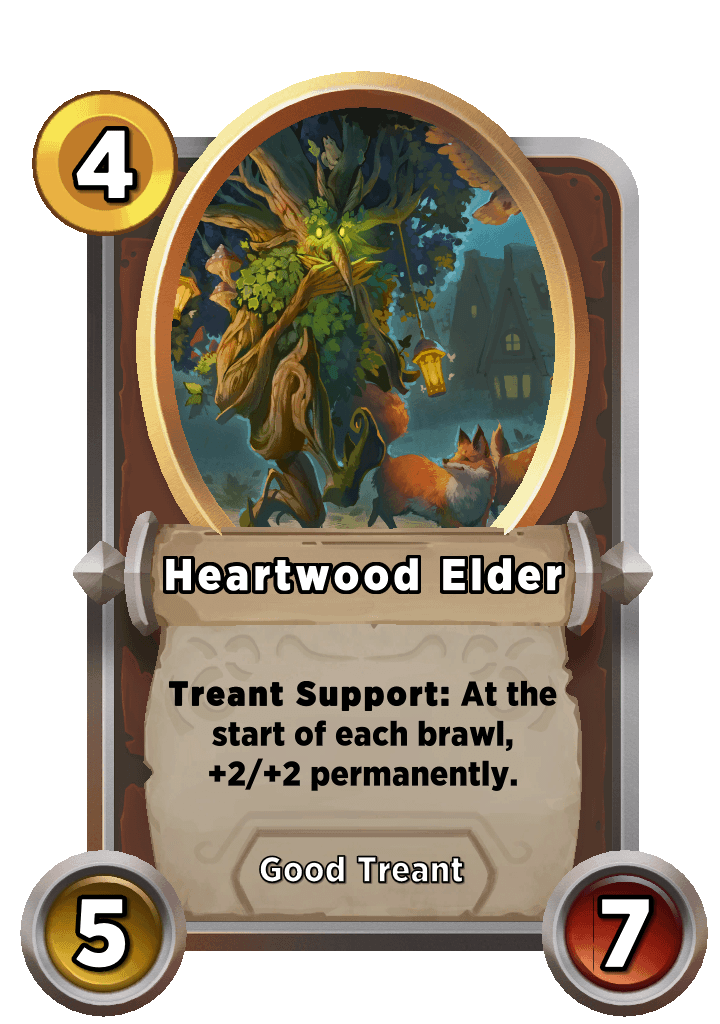 4
Heartwood Elder
Treant Support: At the
start of each brawl,
+2/+2 permanently.
Good Treant
5
7